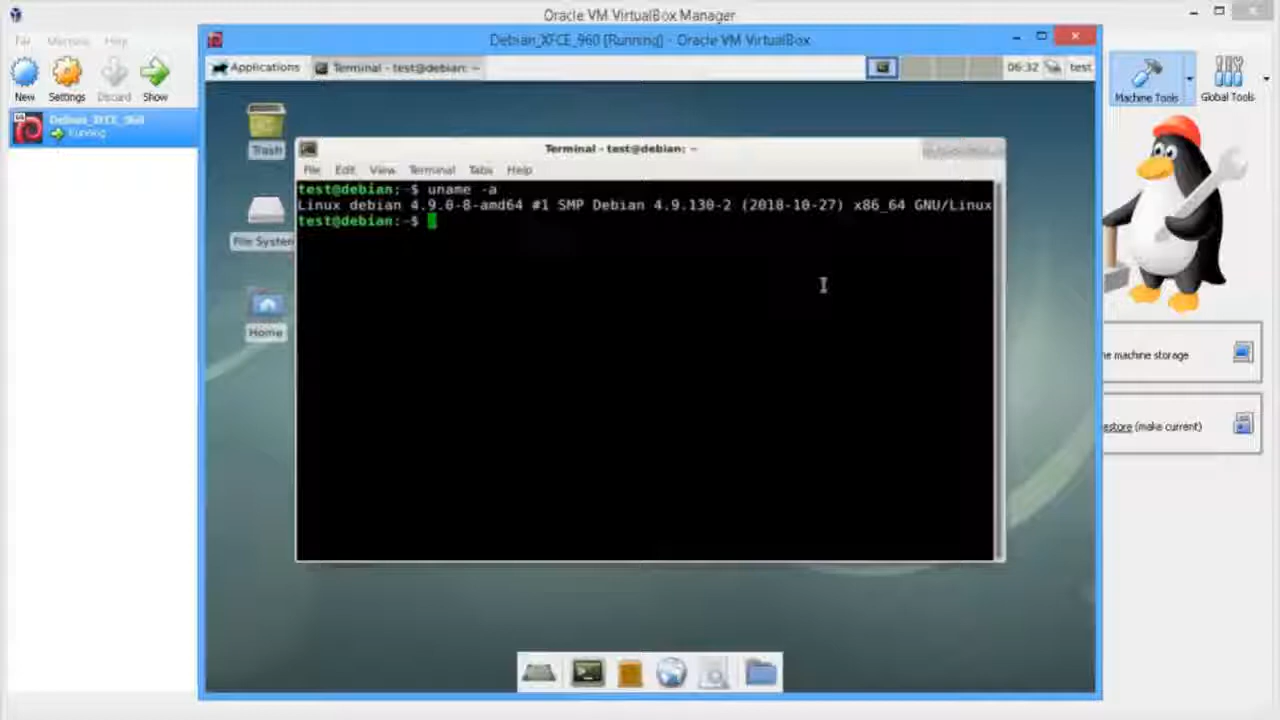 Oracle VM VirtualBox Manager
Debian_XFCE_960 [Running] - Oracle VM VirtualBox
File Machine Help
New Settings Discard Show
Debian_XFCE_960
Running
Applications Terminal - test@debian: ~ 06:32 test
Machine Tools Global Tools
Trash
File System
Home
Terminal - test@debian: ~
File Edit View Terminal Tabs Help
test@debian:~$ uname -a
Linux debian 4.9.0-8-amd64 #1 SMP Debian 4.9.130-2 (2018-10-27) x86_64 GNU/Linux
test@debian:~$
machine storage
estore (make current)